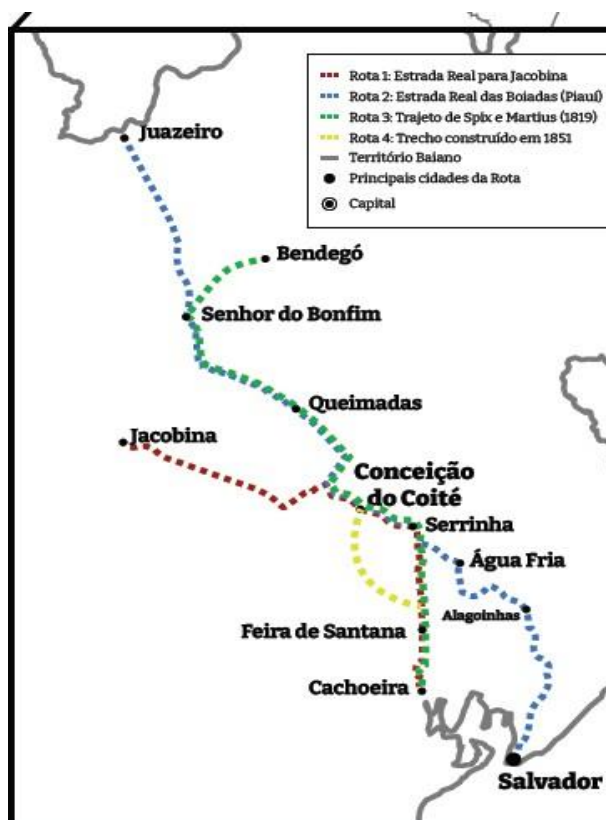 Rota 1: Estrada Real para Jacobina
Rota 2: Estrada Real das Boiadas (Piauí)
Rota 3: Trajeto de Spix e Martius (1819)
Rota 4: Trecho construído em 1851
Território Baiano
Principais cidades da Rota
Capital
Juazeiro
Bendegó
Senhor do Bonfim
Queimadas
Jacobina
Conceição
do Coité
Serrinha
Água Fria
Alagoinhas
Feira de Santana
Cachoeira
Salvador